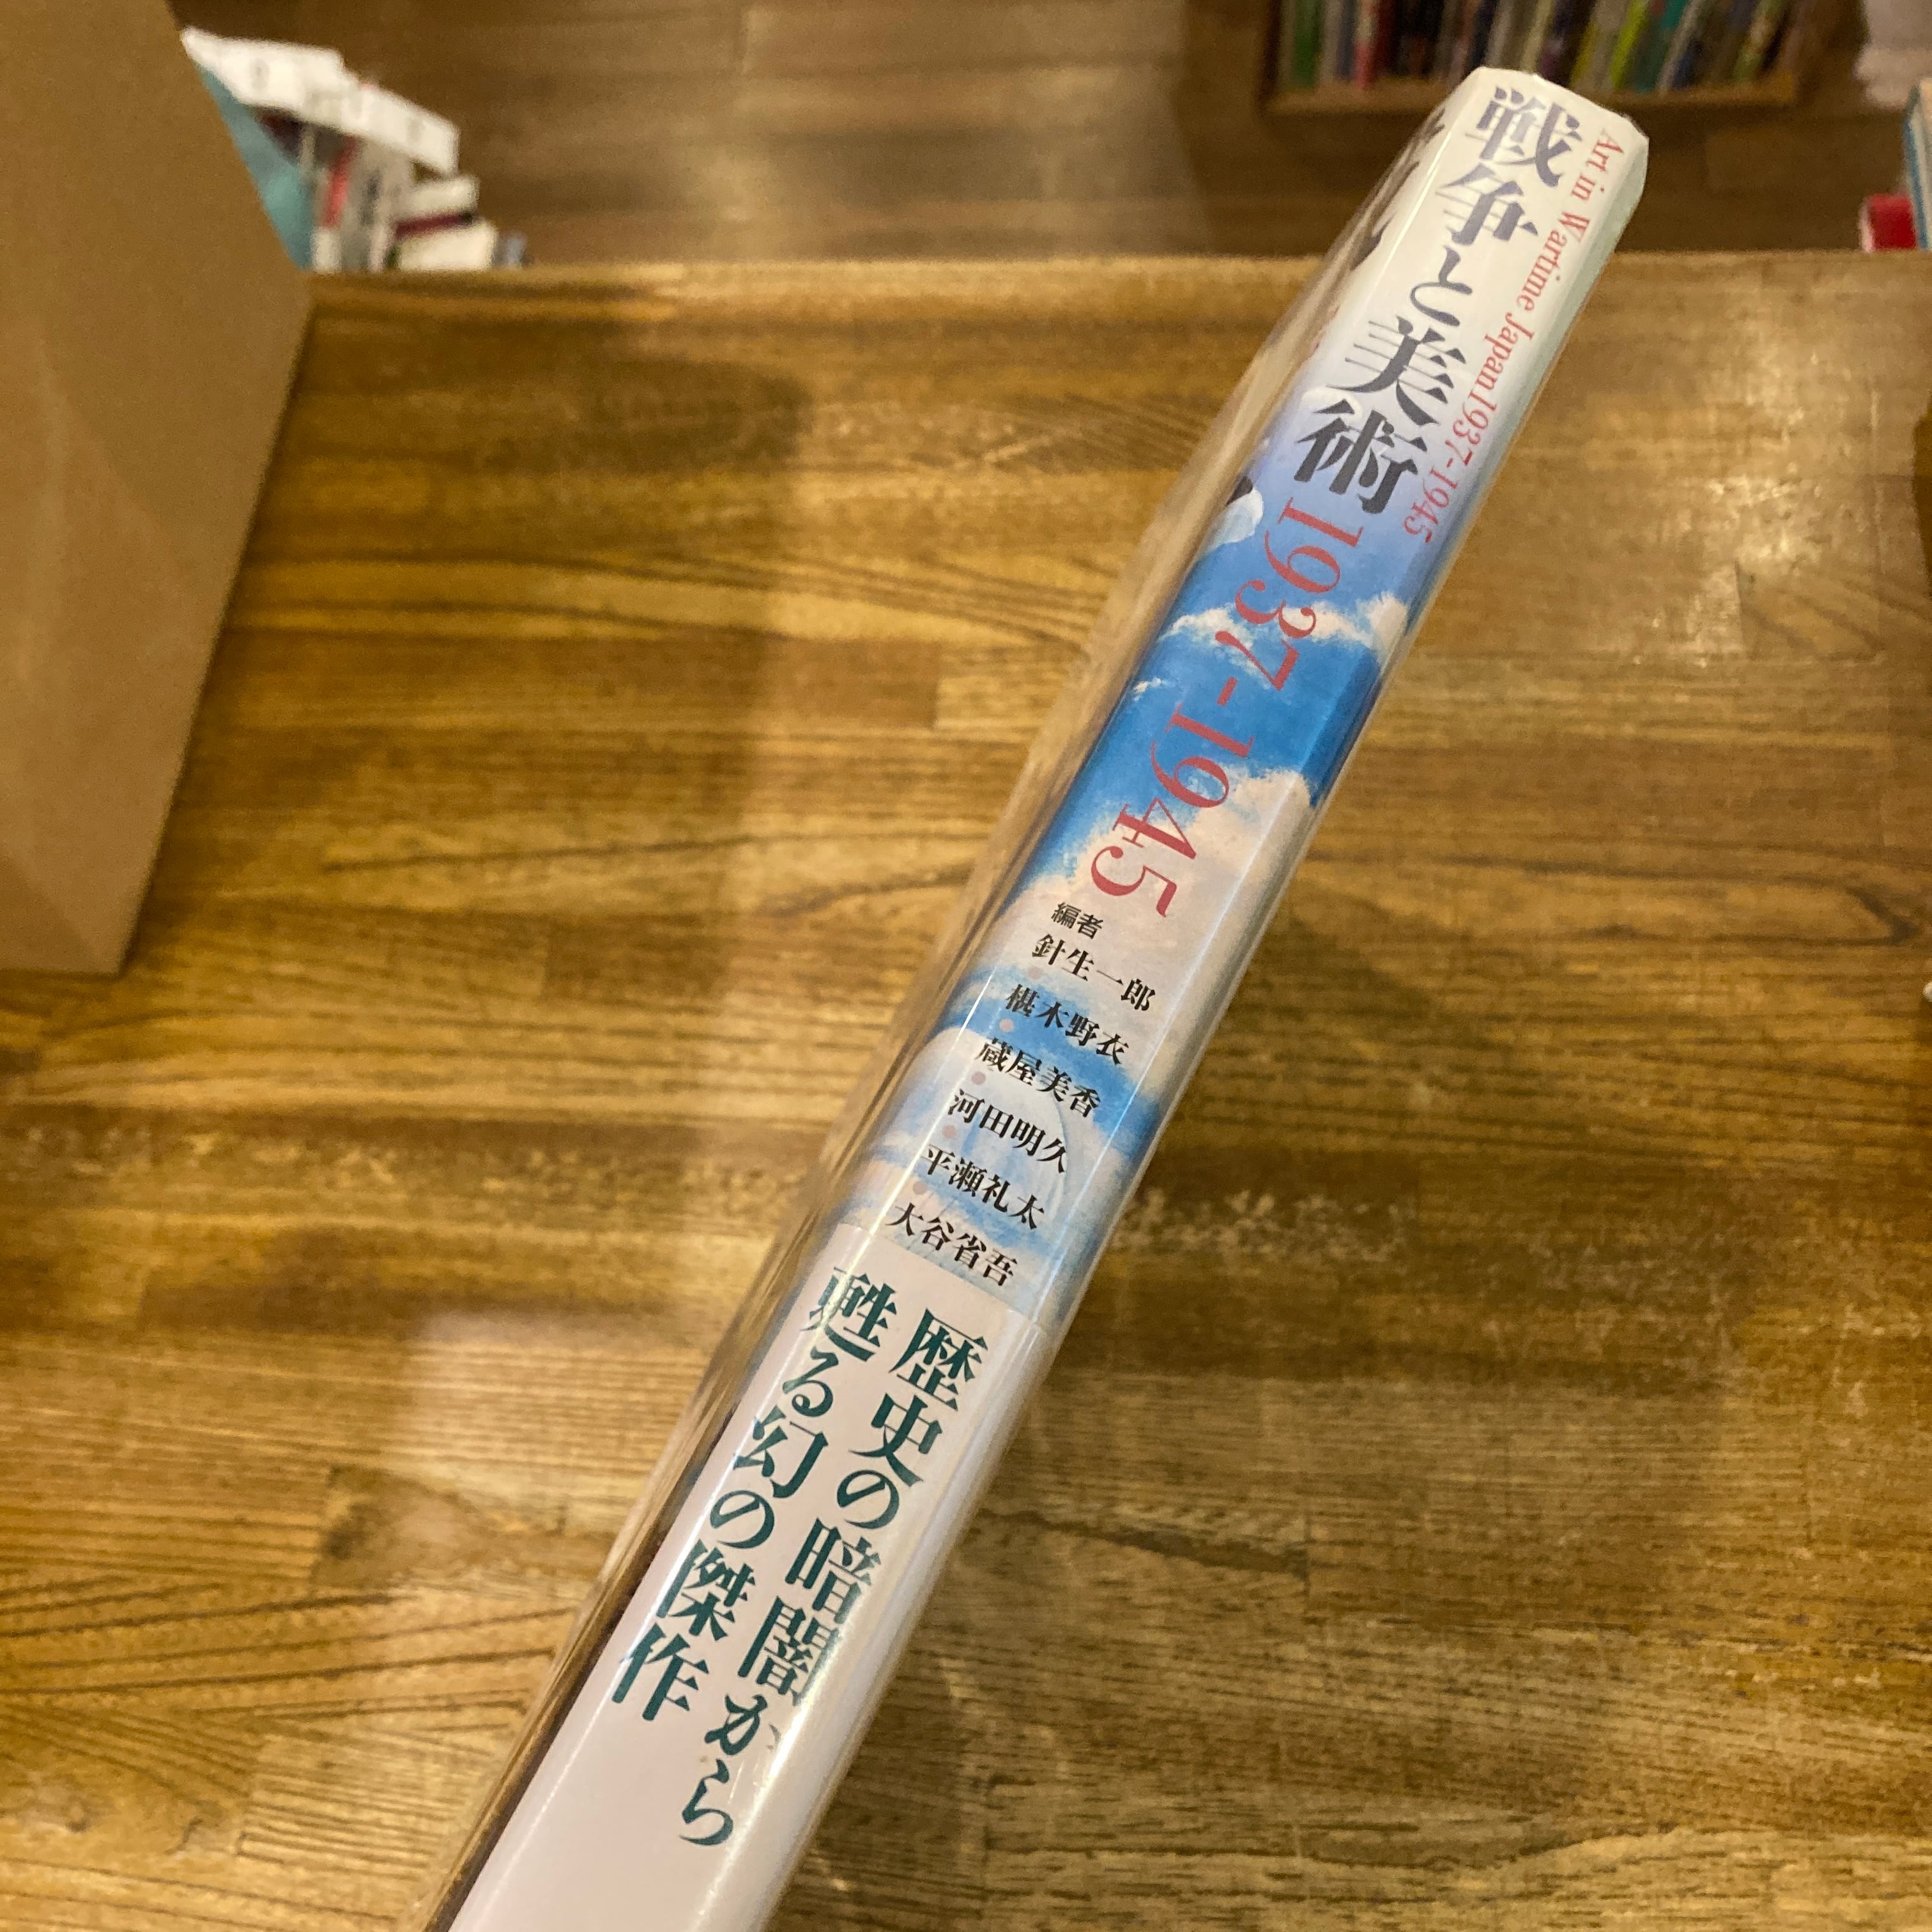 戦争と美術 1937-1945
Art in Wartime Japan 1937-1945
編者
針生一郎
椹木野衣
蔵屋美香
河田明久
平瀬礼太
大谷省吾
歴史の暗闇から
甦る幻の傑作